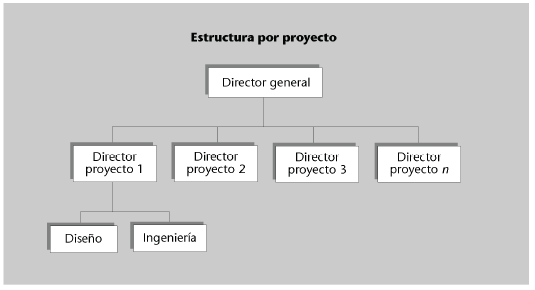 Estructura por proyecto
Director general
Director
proyecto 1
Director
proyecto 2
Director
proyecto 3
Director
proyecto n
Diseño
Ingeniería